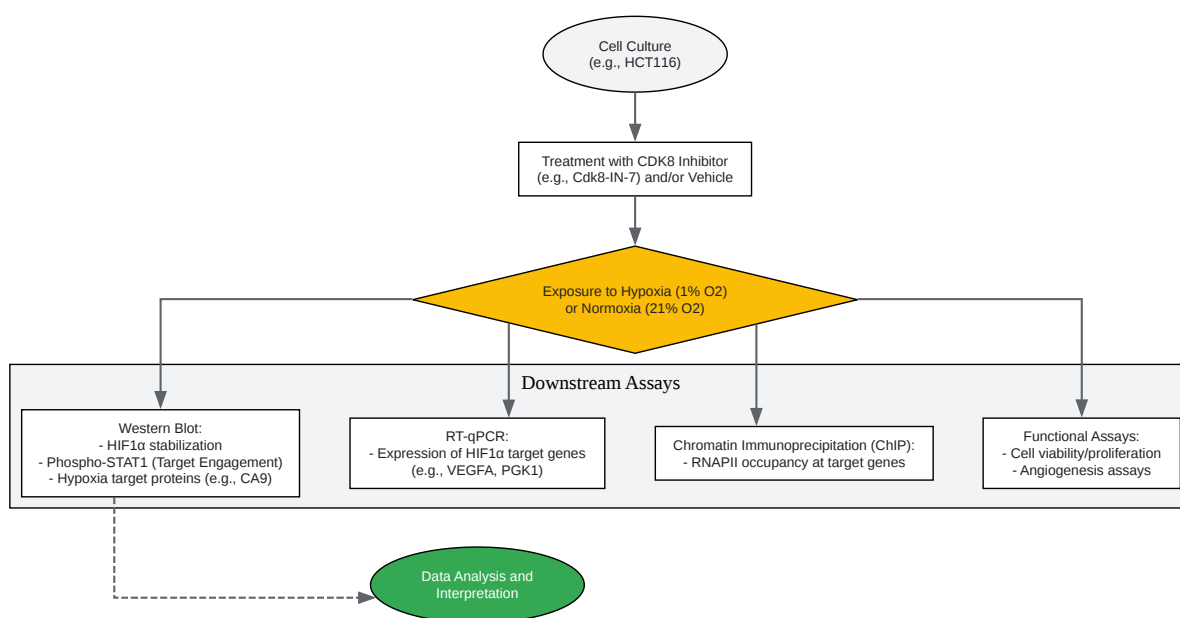 Cell Culture
(e.g., HCT116)
Treatment with CDK8 Inhibitor
(e.g., Cdk8-IN-7) and/or Vehicle
Exposure to Hypoxia (1% O2)
or Normoxia (21% O2)
Downstream Assays
Western Blot:
- HIF1α stabilization
- Phospho-STAT1 (Target Engagement)
- Hypoxia target proteins (e.g., CA9)
RT-qPCR:
- Expression of HIF1α target genes
(e.g., VEGFA, PGK1)
Chromatin Immunoprecipitation (ChIP):
- RNAPII occupancy at target genes
Functional Assays:
- Cell viability/proliferation
- Angiogenesis assays
Data Analysis and
Interpretation